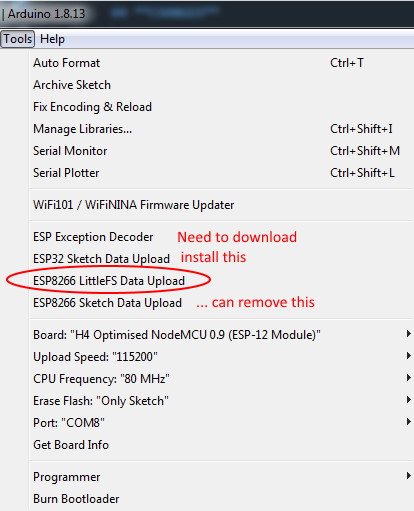 | Arduino 1.8.13
Tools Help
Auto Format Ctrl+T
Archive Sketch
Fix Encoding & Reload
Manage Libraries... Ctrl+Shift+I
Serial Monitor Ctrl+Shift+M
Serial Plotter Ctrl+Shift+L
WiFi101 / WiFiNINA Firmware Updater
ESP Exception Decoder Need to download
ESP32 Sketch Data Upload install this
ESP8266 LittleFS Data Upload
ESP8266 Sketch Data Upload ... can remove this
Board: "H4 Optimised NodeMCU 0.9 (ESP-12 Module)"
Upload Speed: "115200"
CPU Frequency: "80 MHz"
Erase Flash: "Only Sketch"
Port: "COM8"
Get Board Info
Programmer
Burn Bootloader